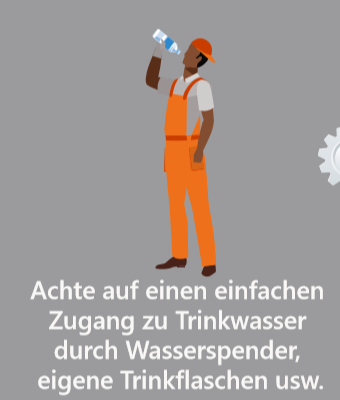 Achte auf einen einfachen
Zugang zu Trinkwasser
durch Wasserspender,
eigene Trinkflaschen usw.